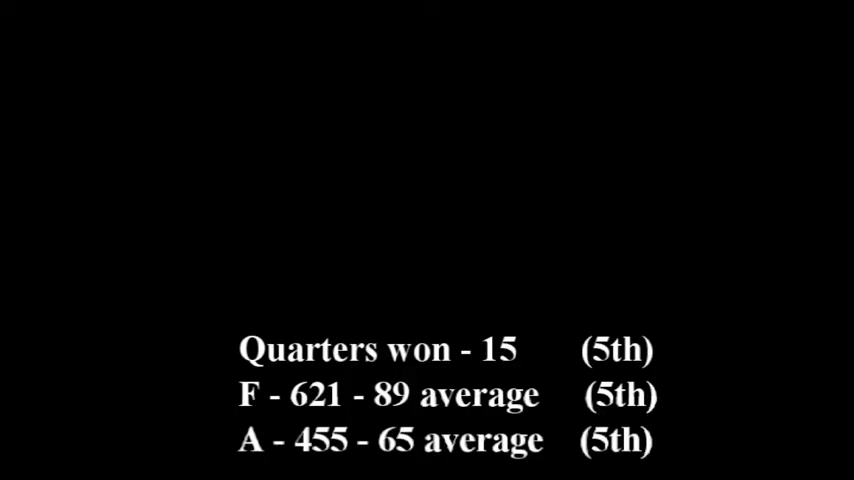 Quarters won - 15 (5th)
F - 621 - 89 average (5th)
A - 455 - 65 average (5th)